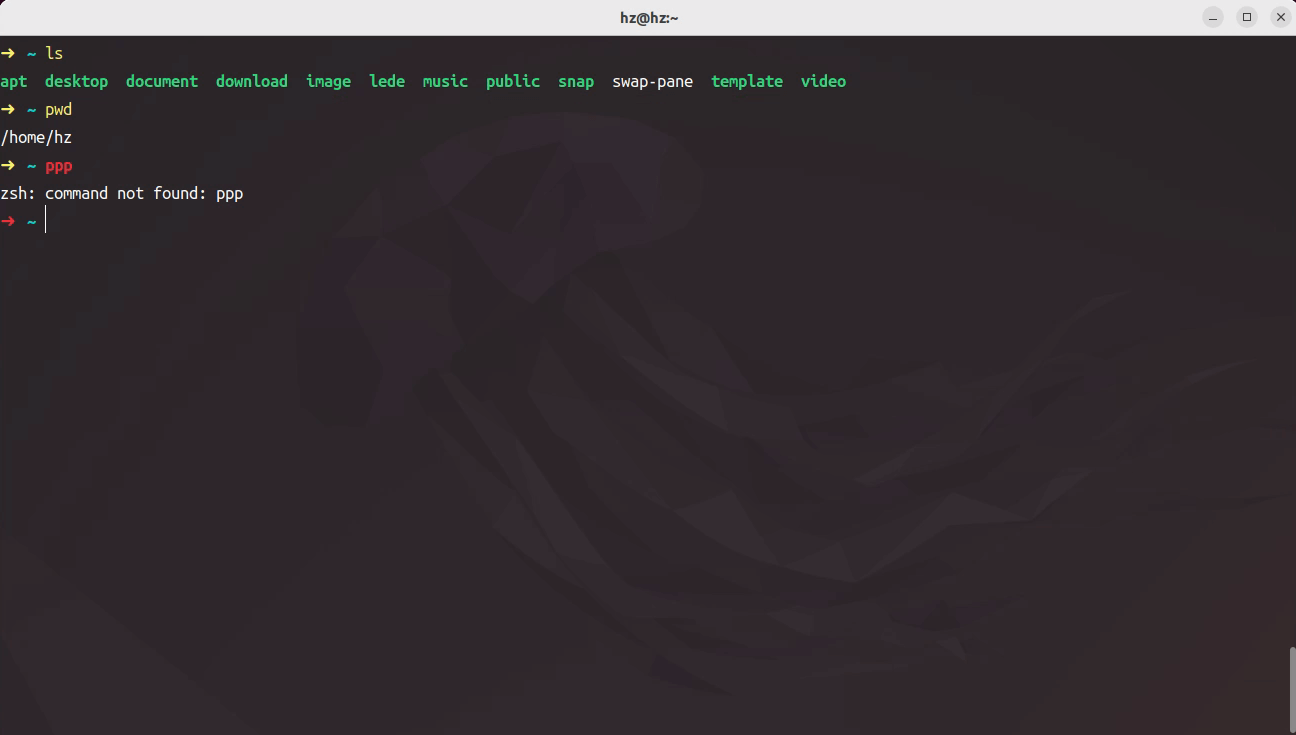 hz@hz:~
➜ ~ ls
apt desktop document download image lede music public snap swap-pane template video
➜ ~ pwd
/home/hz
➜ ~ ppp
zsh: command not found: ppp
➜ ~